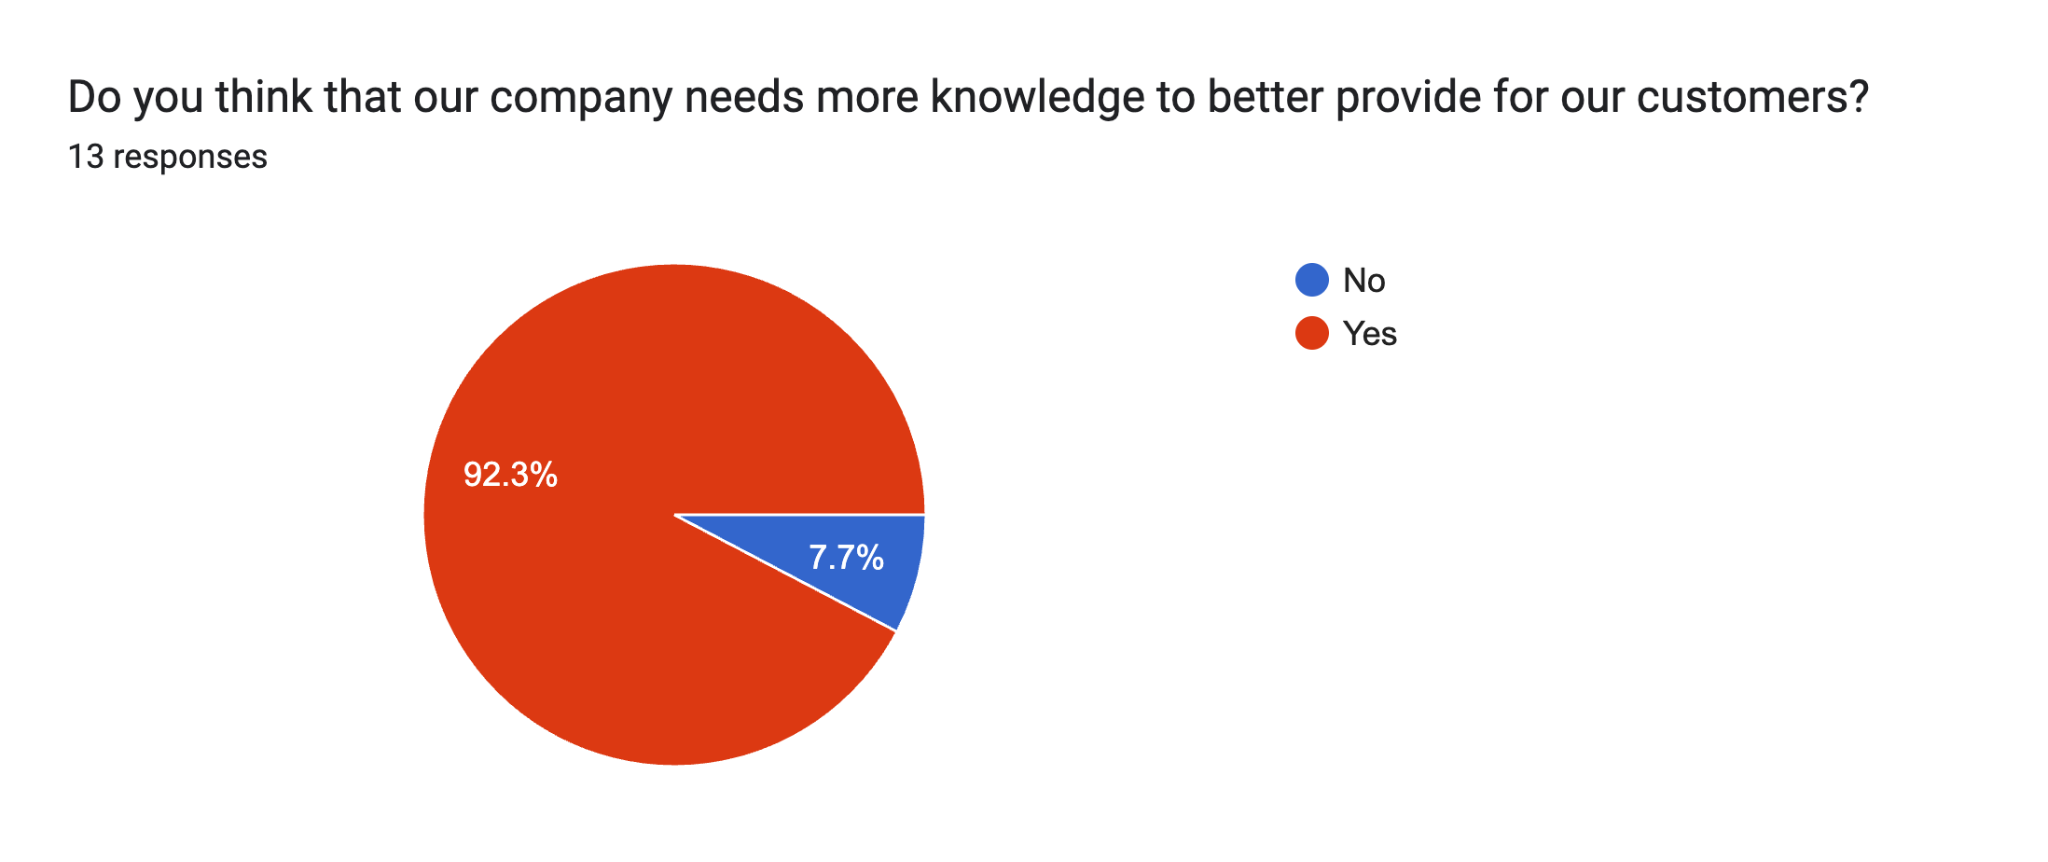 Do you think that our company needs more knowledge to better provide for our customers?
13 responses
No
Yes
92.3%
7.7%